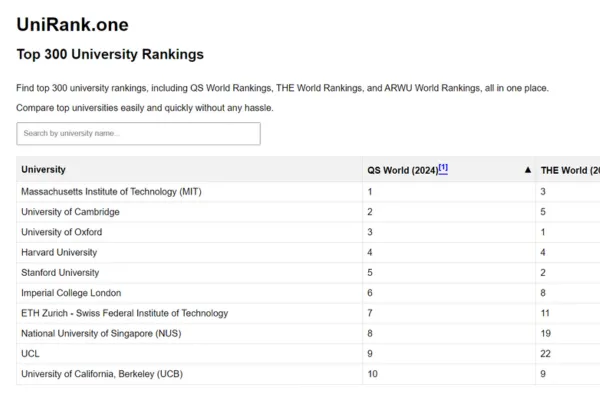 UniRank.one
Top 300 University Rankings
Find top 300 university rankings, including QS World Rankings, THE World Rankings, and ARWU World Rankings, all in one place.
Compare top universities easily and quickly without any hassle.
Search by university name...
University QS World (2024)[1] ▲ THE World (20
Massachusetts Institute of Technology (MIT) 1 3
University of Cambridge 2 5
University of Oxford 3 1
Harvard University 4 4
Stanford University 5 2
Imperial College London 6 8
ETH Zurich - Swiss Federal Institute of Technology 7 11
National University of Singapore (NUS) 8 19
UCL 9 22
University of California, Berkeley (UCB) 10 9